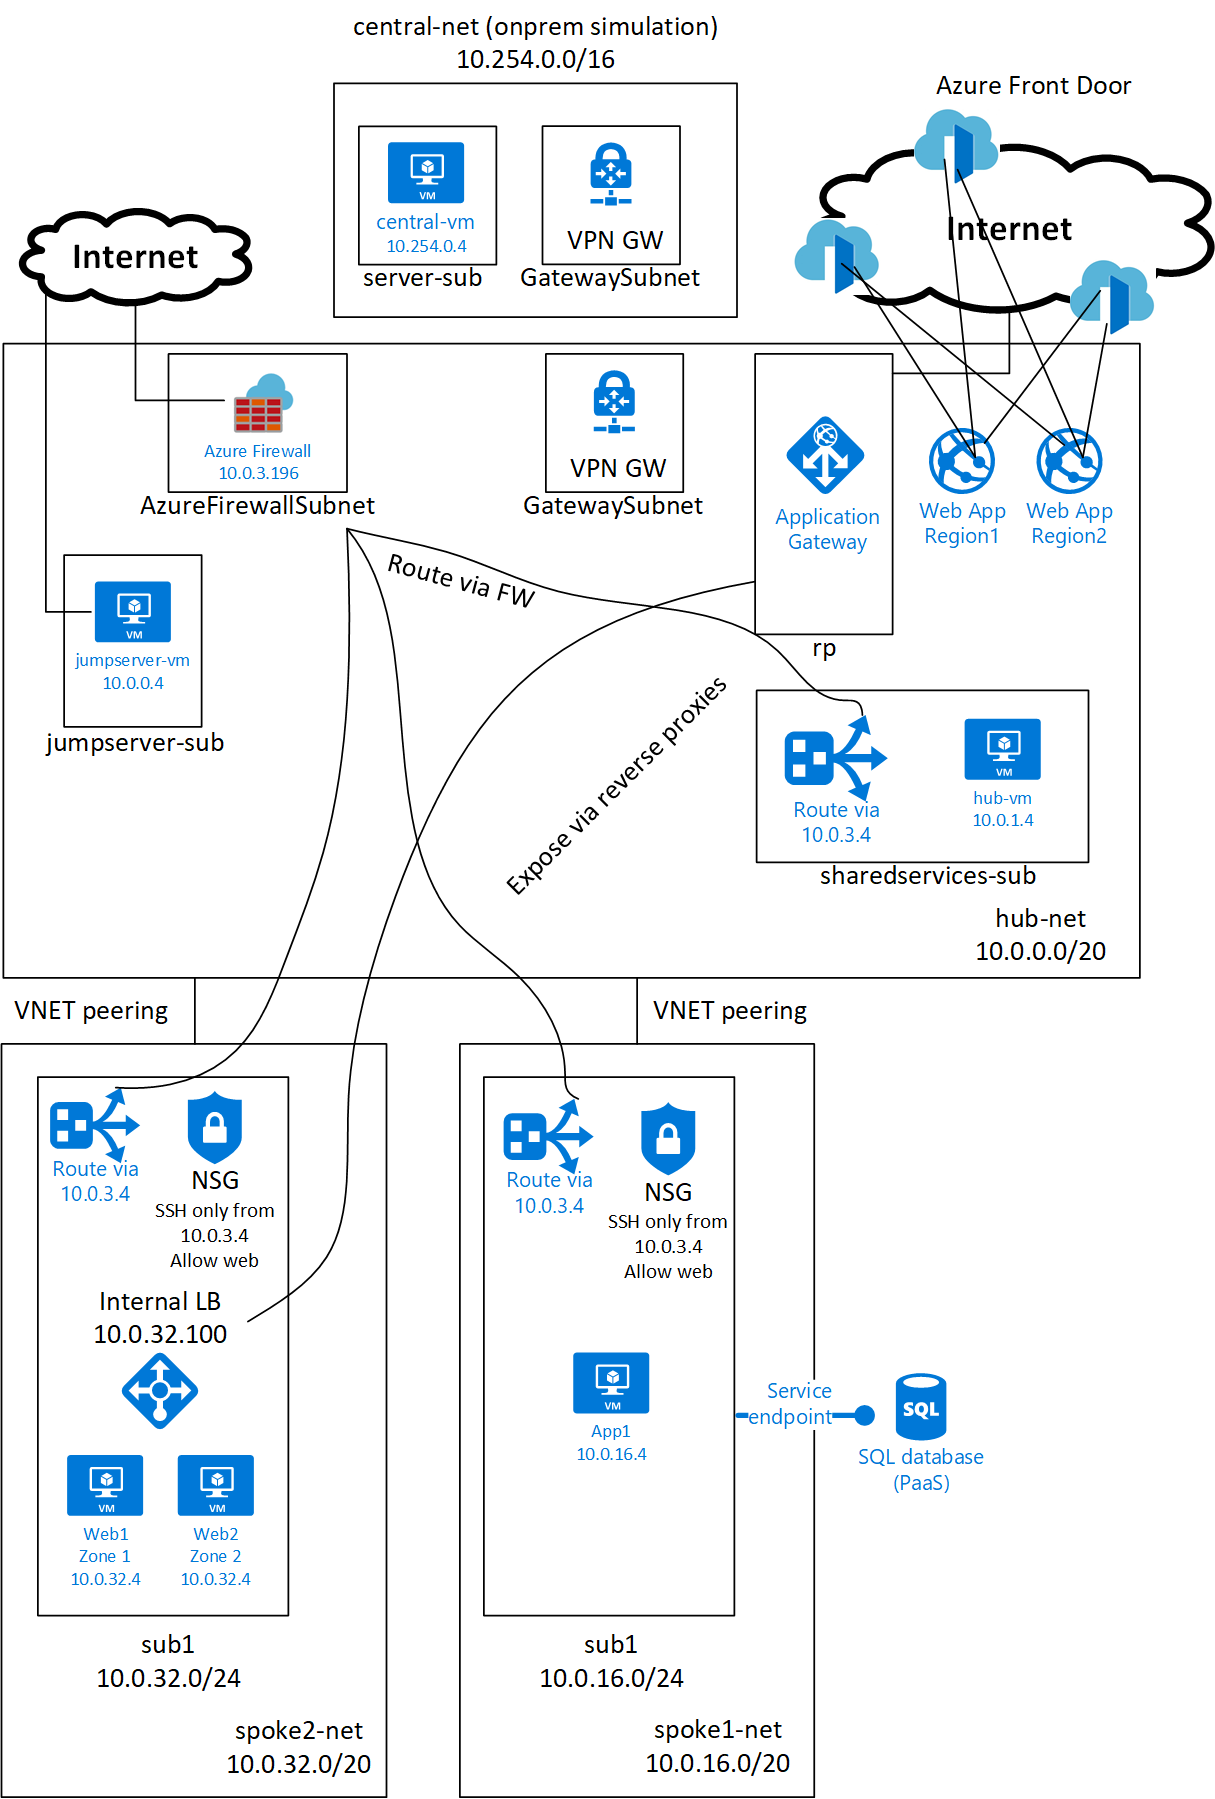 central-net (onprem simulation)
10.254.0.0/16
Azure Front Door
VM
central-vm
10.254.0.4
server-sub
VPN GW
GatewaySubnet
Internet
Internet
Azure Firewall
10.0.3.196
AzureFirewallSubnet
VPN GW
GatewaySubnet
Application
Gateway
rp
Web App
Region1
Web App
Region2
Route via FW
VM
jumpserver-vm
10.0.0.4
jumpserver-sub
Expose via reverse proxies
Route via
10.0.3.4
VM
hub-vm
10.0.1.4
sharedservices-sub
hub-net
10.0.0.0/20
VNET peering
VNET peering
Route via
10.0.3.4
NSG
SSH only from
10.0.3.4
Allow web
Internal LB
10.0.32.100
VM
Web1
Zone 1
10.0.32.4
VM
Web2
Zone 2
10.0.32.4
sub1
10.0.32.0/24
spoke2-net
10.0.32.0/20
Route via
10.0.3.4
NSG
SSH only from
10.0.3.4
Allow web
VM
App1
10.0.16.4
Service
endpoint
SQL
SQL database
(PaaS)
sub1
10.0.16.0/24
spoke1-net
10.0.16.0/20